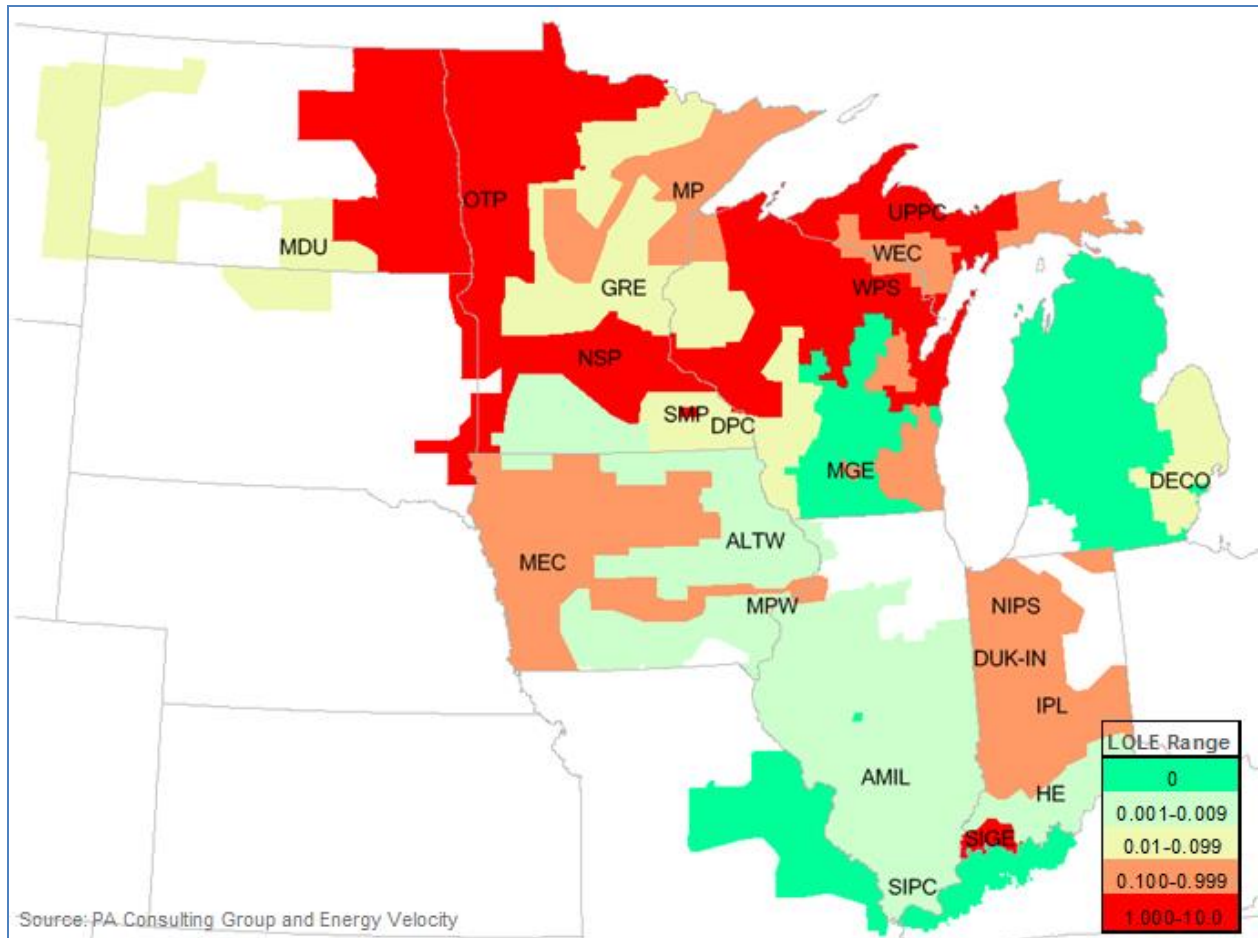 OTP
MP
UPPC
MDU
WEC
GRE
WPS
NSP
SMP
DPC
MGE
DECO
ALTW
MEC
MPW
NIPS
DUK-IN
IPL
AMIL
HE
SIGE
SIPC
LOLE Range
0
0.001-0.009
0.01-0.099
0.100-0.999
1.000-10.0
Source: PA Consulting Group and Energy Velocity